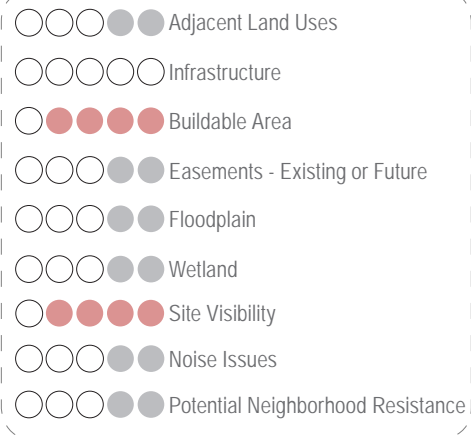 Adjacent Land Uses
Infrastructure
Buildable Area
Easements - Existing or Future
Floodplain
Wetland
Site Visibility
Noise Issues
Potential Neighborhood Resistance